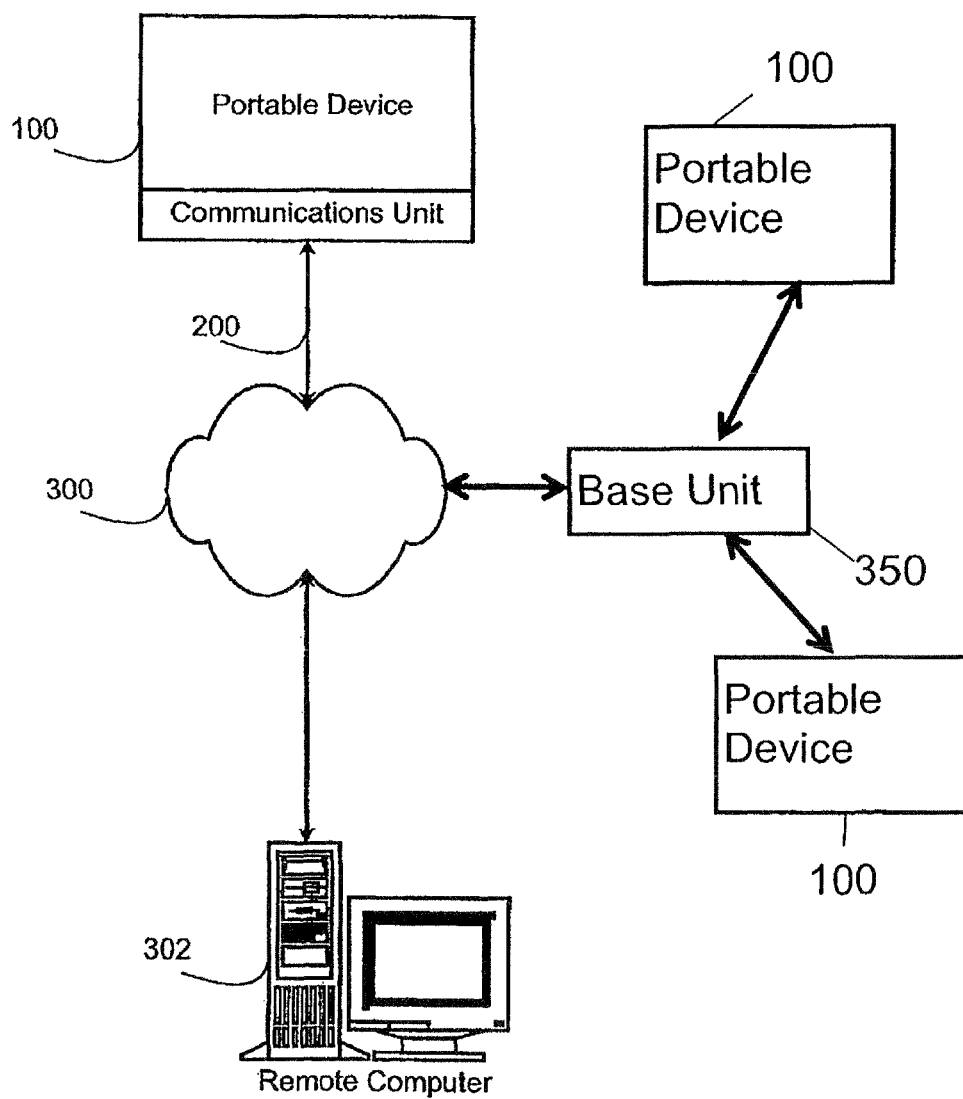 100
Portable Device
Communications Unit
100
Portable
Device
200
300
Base Unit
350
Portable
Device
100
302
Remote Computer